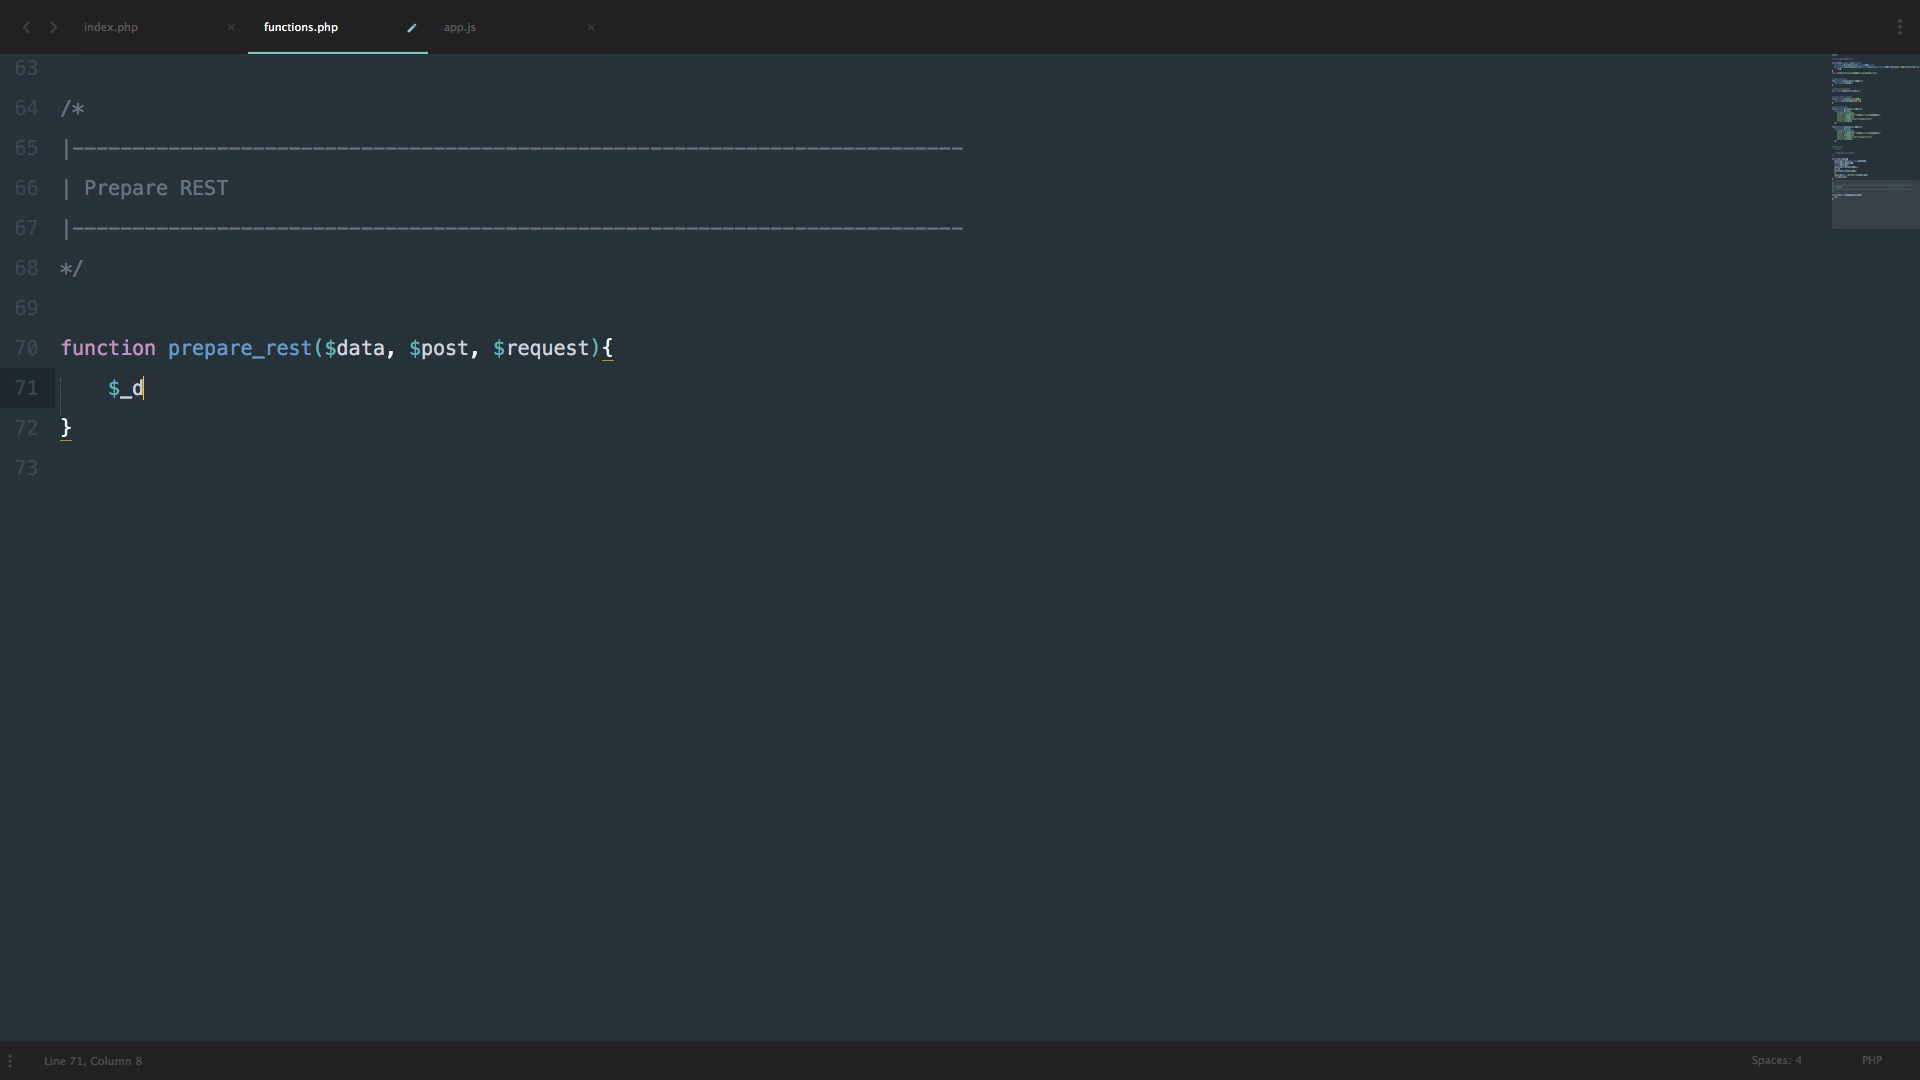 index.php × functions.php app.js ×
63
64 /*
65 |--------------------------------------------------------------------------
66 | Prepare REST
67 |--------------------------------------------------------------------------
68 */
69
70 function prepare_rest($data, $post, $request){
71 $_d
72 }
73
Line 71, Column 8 Spaces: 4 PHP